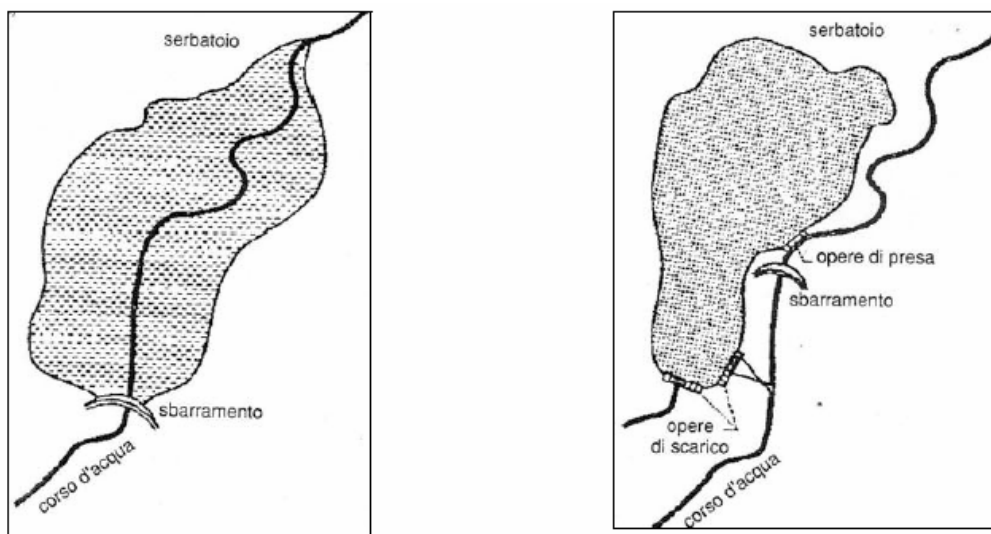 serbatoio
sbarramento
corso d'acqua
serbatoio
opere di presa
sbarramento
opere
di scarico
corso d'acqua